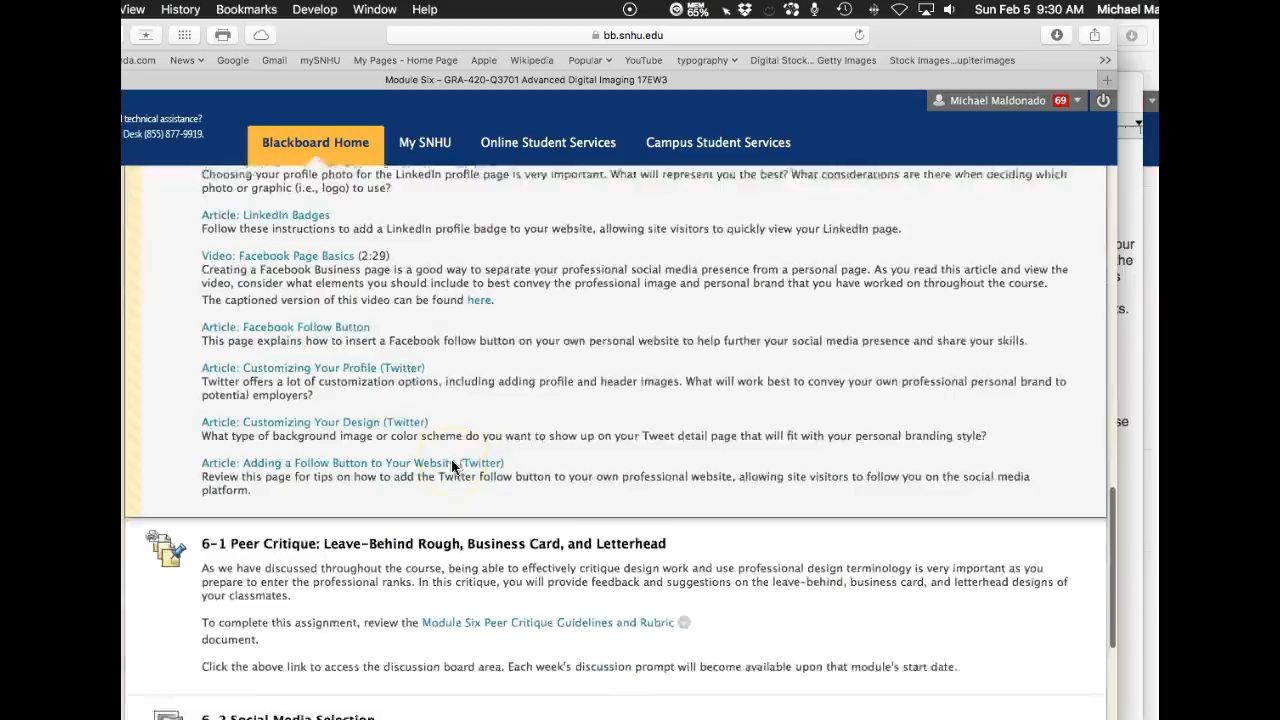 View History Bookmarks Develop Window Help MEM 65% Sun Feb 5 9:30 AM Michael M
bb.snhu.edu
da.com News Google Gmail mySNHU My Pages - Home Page Apple Wikipedia Popular YouTube typography Digital Stock... Getty Images Stock Images...upiterimages >>
Module Six – GRA-420-Q3701 Advanced Digital Imaging 17EW3
Michael Maldonado 69
d technical assistance?
Desk (855) 877-9919.
Blackboard Home My SNHU Online Student Services Campus Student Services
Choosing your profile photo for the LinkedIn profile page is very important. What will represent you the best? What considerations are there when deciding which
photo or graphic (i.e., logo) to use?
Article: LinkedIn Badges
Follow these instructions to add a LinkedIn profile badge to your website, allowing site visitors to quickly view your LinkedIn page.
Video: Facebook Page Basics (2:29)
Creating a Facebook Business page is a good way to separate your professional social media presence from a personal page. As you read this article and view the
video, consider what elements you should include to best convey the professional image and personal brand that you have worked on throughout the course.
The captioned version of this video can be found here.
Article: Facebook Follow Button
This page explains how to insert a Facebook follow button on your own personal website to help further your social media presence and share your skills.
Article: Customizing Your Profile (Twitter)
Twitter offers a lot of customization options, including adding profile and header images. What will work best to convey your own professional personal brand to
potential employers?
Article: Customizing Your Design (Twitter)
What type of background image or color scheme do you want to show up on your Tweet detail page that will fit with your personal branding style?
Article: Adding a Follow Button to Your Website (Twitter)
Review this page for tips on how to add the Twitter follow button to your own professional website, allowing site visitors to follow you on the social media
platform.
6-1 Peer Critique: Leave-Behind Rough, Business Card, and Letterhead
As we have discussed throughout the course, being able to effectively critique design work and use professional design terminology is very important as you
prepare to enter the professional ranks. In this critique, you will provide feedback and suggestions on the leave-behind, business card, and letterhead designs of
your classmates.
To complete this assignment, review the Module Six Peer Critique Guidelines and Rubric
document.
Click the above link to access the discussion board area. Each week's discussion prompt will become available upon that module's start date.
6-2 Social Media Selection
our
the
s
ts.
se